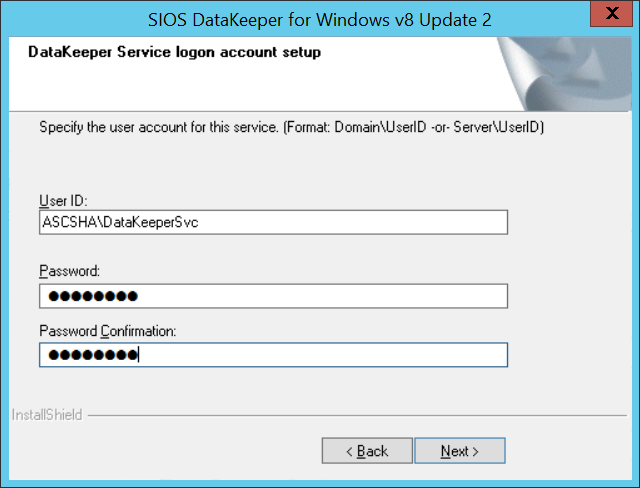 SIOS DataKeeper for Windows v8 Update 2
X
DataKeeper Service logon account setup
Specify the user account for this service. (Format: Domain\UserID -or- Server\UserID)
User ID:
ASCSHA\DataKeeperSvc
Password:
●●●●●●●●
Password Confirmation:
●●●●●●●●
InstallShield
< Back Next >